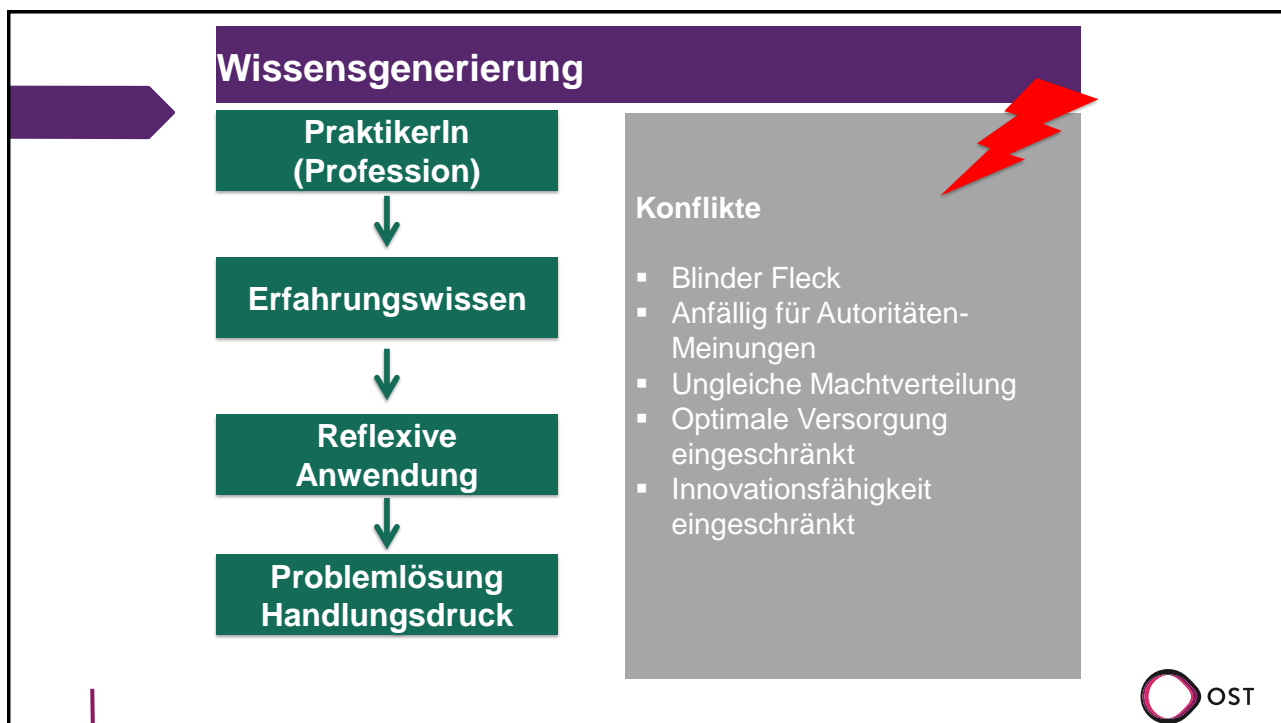 Wissensgenerierung
PraktikerIn
(Profession)
Erfahrungswissen
Reflexive
Anwendung
Problemlösung
Handlungsdruck
Konflikte
▪ Blinder Fleck
▪ Anfällig für Autoritäten-
Meinungen
▪ Ungleiche Machtverteilung
▪ Optimale Versorgung
eingeschränkt
▪ Innovationsfähigkeit
eingeschränkt
OST